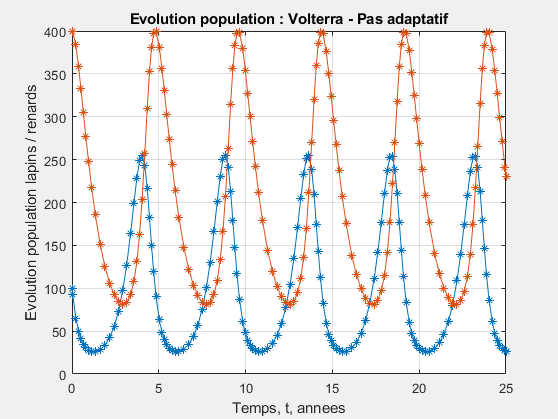 Evolution population : Volterra - Pas adaptatif
Evolution population lapins / renards
400
350
300
250
200
150
100
50
0
0 5 10 15 20 25
Temps, t, annees